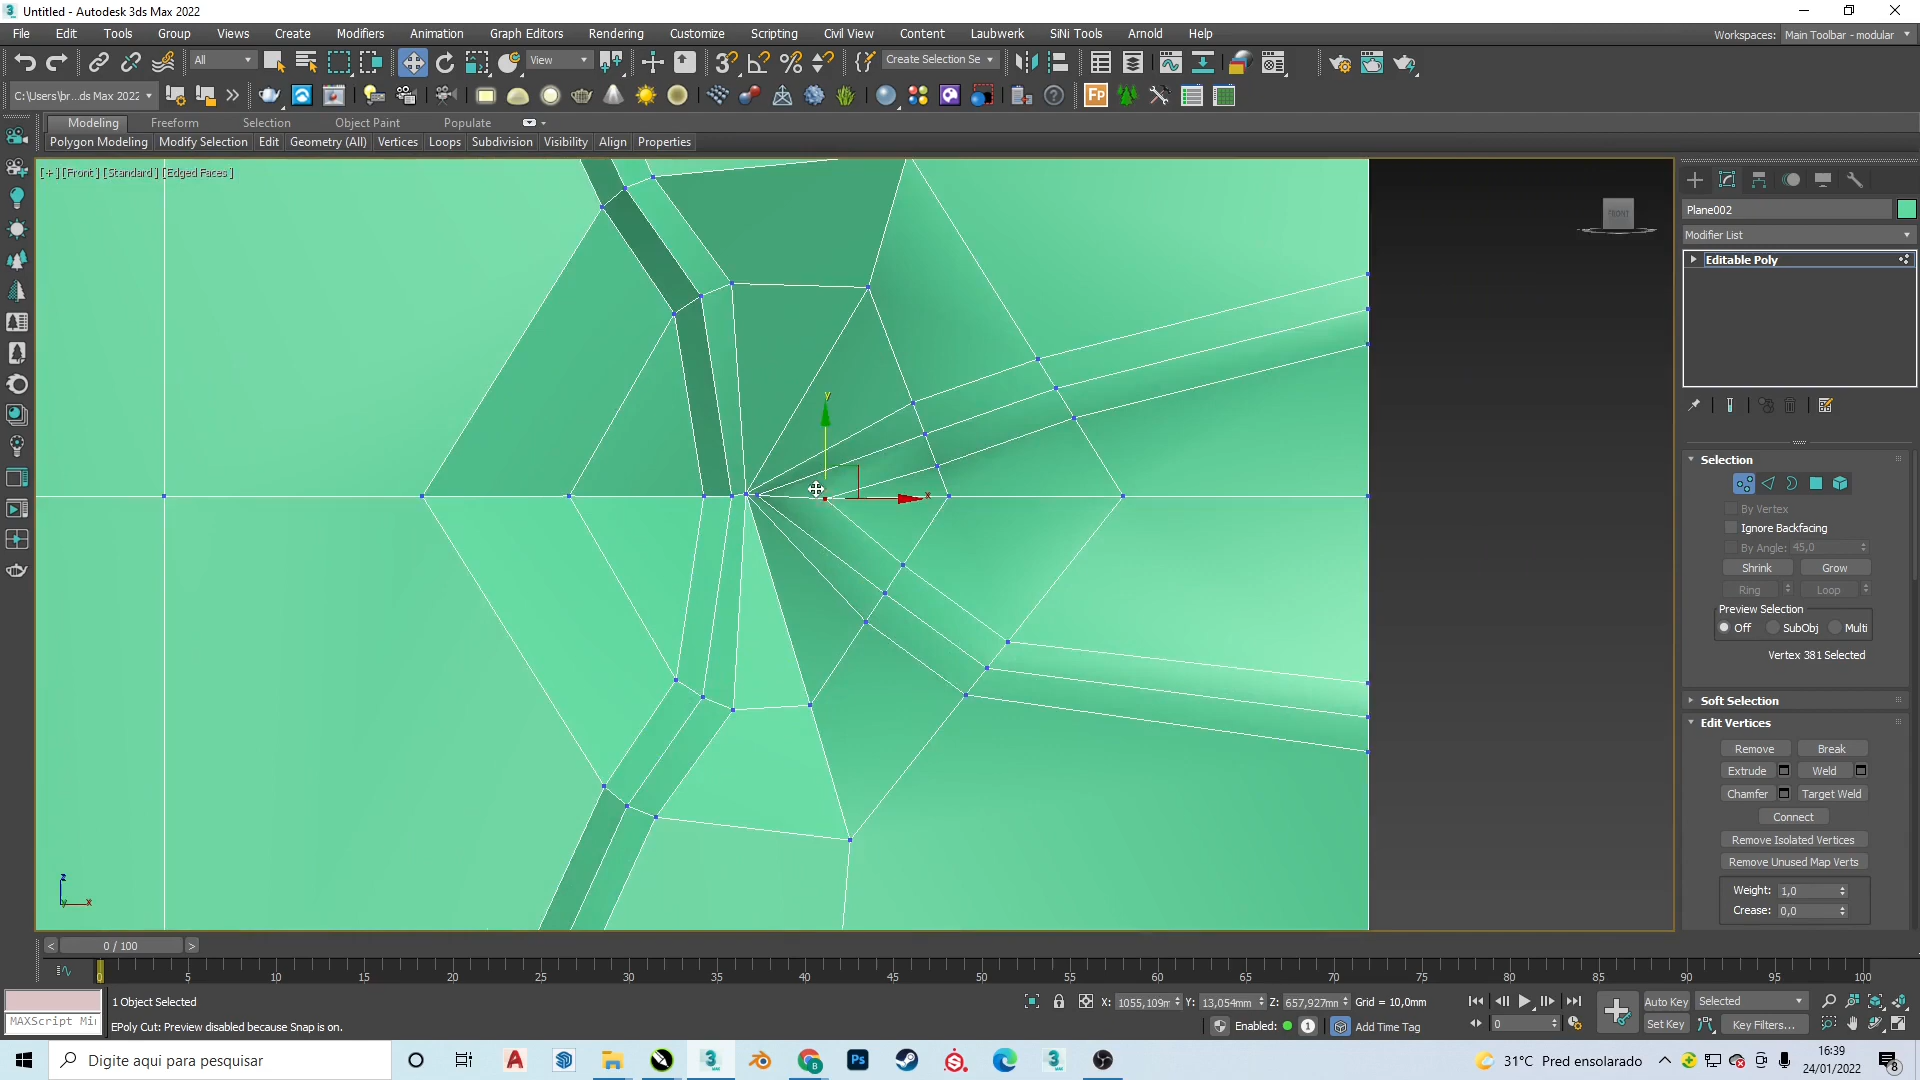 Untitled - Autodesk 3ds Max 2022
File Edit Tools Group Views Create Modifiers Animation Graph Editors Rendering Customize Scripting Civil View Content Laubwerk SiNi Tools Arnold Help
Workspaces: Main Toolbar - modular
All View Create Selection Se
C:\Users\br...ds Max 2022 Fp
Modeling Freeform Selection Object Paint Populate
Polygon Modeling Modify Selection Edit Geometry (All) Vertices Loops Subdivision Visibility Align Properties
[+] [Front] [Standard] [Edged Faces]
FRONT
Plane002
Modifier List
Editable Poly
y
x
Selection
By Vertex
Ignore Backfacing
By Angle: 45,0
Shrink Grow
Ring Loop
Preview Selection
Off SubObj Multi
Vertex 381 Selected
Soft Selection
Edit Vertices
Remove Break
Extrude Weld
Chamfer Target Weld
Connect
Remove Isolated Vertices
Remove Unused Map Verts
Weight: 1,0
Crease: 0,0
z
y x
< 0 / 100 >
0 5 10 15 20 25 30 35 40 45 50 55 60 65 70 75 80 85 90 95 100
1 Object Selected
X: 1055,109m Y: 13,054mm Z: 657,927mm Grid = 10,0mm
Auto Key Selected
MAXScript Mi
EPoly Cut: Preview disabled because Snap is on.
Enabled: 1 Add Time Tag
0
Set Key Key Filters...
Digite aqui para pesquisar
31°C Pred ensolarado
16:39
24/01/2022
8